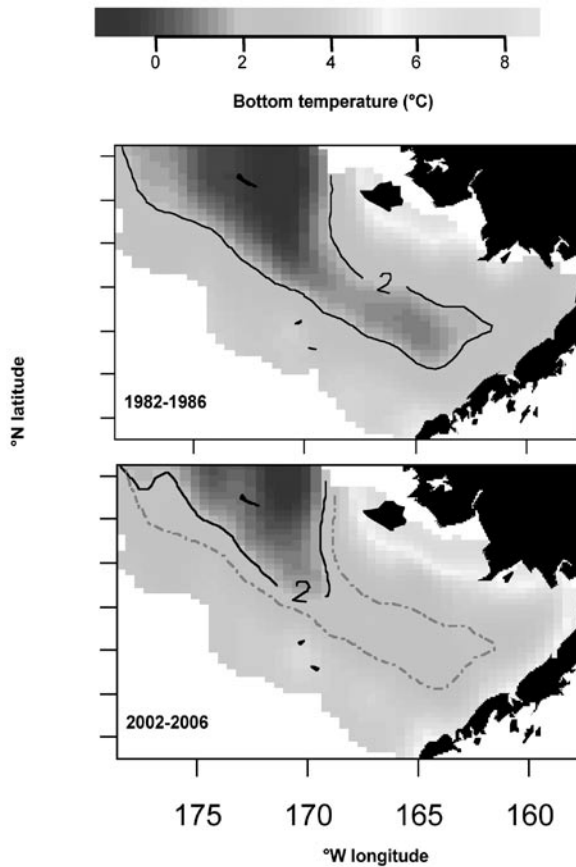 0 2 4 6 8
Bottom temperature (°C)
2
1982-1986
°N latitude
2
2002-2006
175 170 165 160
°W longitude